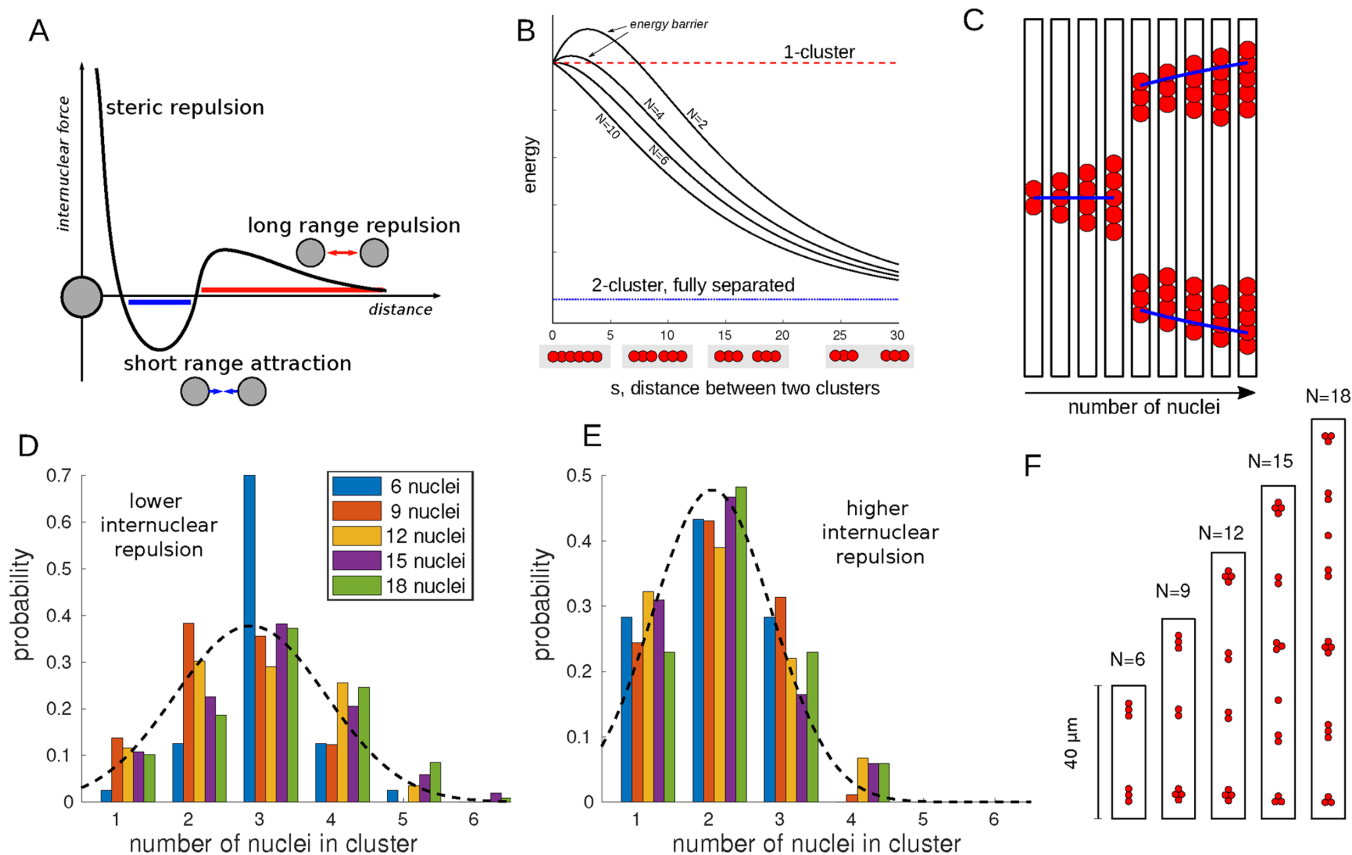 A
internuclear force
steric repulsion
long range repulsion
distance
short range attraction
B
energy barrier
1-cluster
N=2
N=4
N=6
N=10
energy
2-cluster, fully separated
0 5 10 15 20 25 30
s, distance between two clusters
C
number of nuclei
D
0.7
0.6
0.5
0.4
0.3
0.2
0.1
0
probability
lower
internuclear
repulsion
6 nuclei
9 nuclei
12 nuclei
15 nuclei
18 nuclei
1 2 3 4 5 6
number of nuclei in cluster
E
0.5
0.4
0.3
0.2
0.1
0
probability
higher
internuclear
repulsion
1 2 3 4 5 6
number of nuclei in cluster
F
N=6
N=9
N=12
N=15
N=18
40 μm